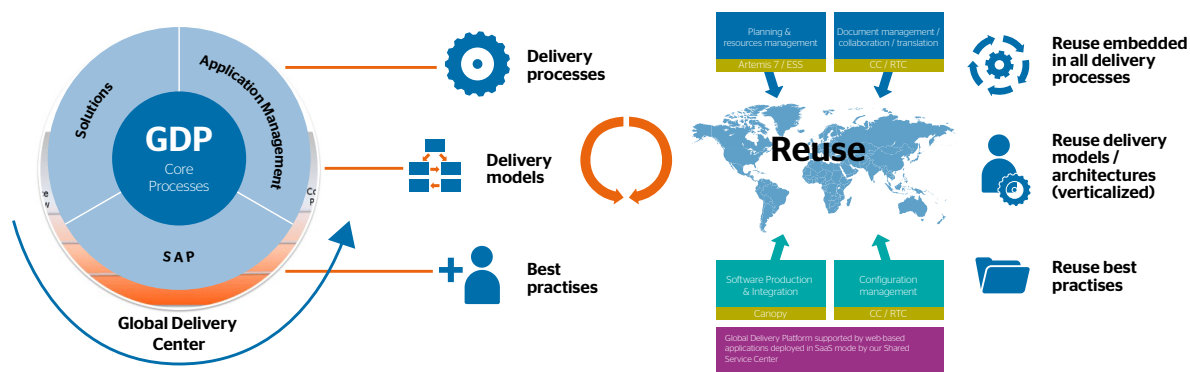 Solutions
Application Management
GDP
Core
Processes
SAP
Global Delivery
Center
Delivery
processes
Delivery
models
Best
practises
Planning &
resources management
Artemis 7 / ESS
Document management /
collaboration / translation
CC / RTC
Reuse
Software Production
& Integration
Canopy
Configuration
management
CC / RTC
Global Delivery Platform supported by web-based
applications deployed in SaaS mode by our Shared
Service Center
Reuse embedded
in all delivery
processes
Reuse delivery
models /
architectures
(verticalized)
Reuse best
practises